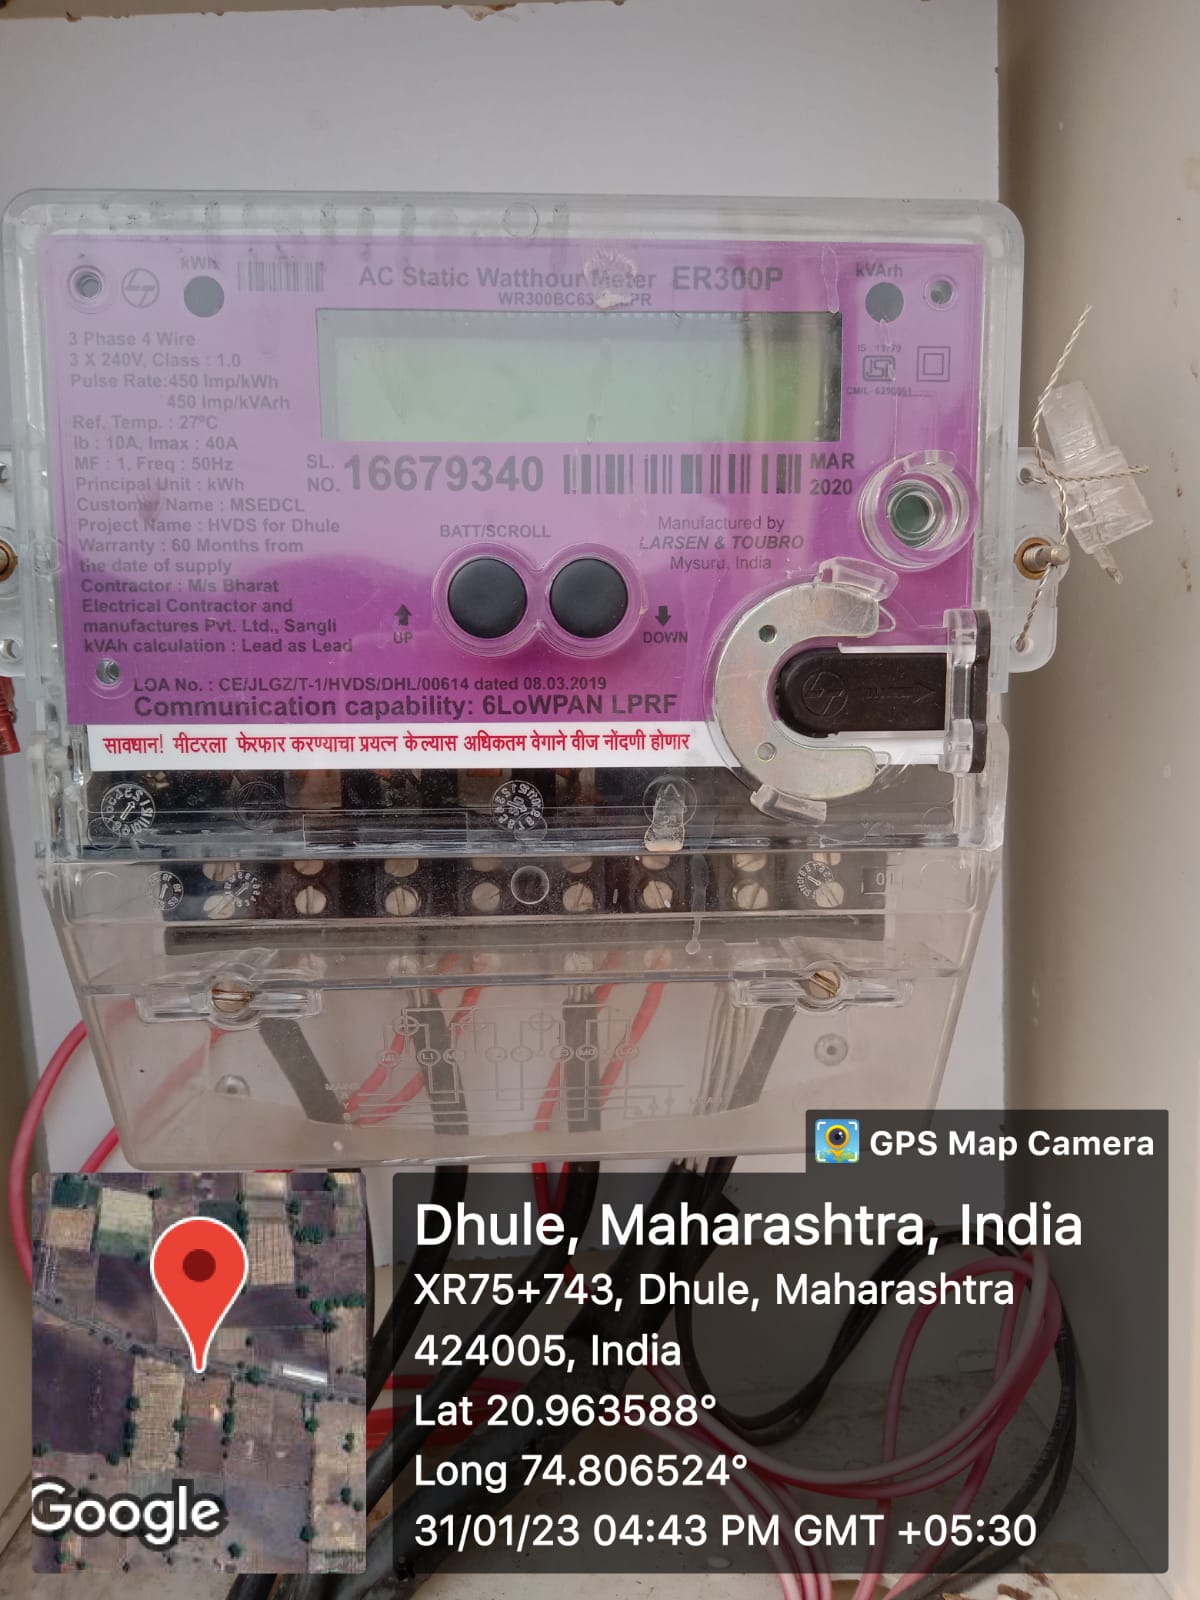 kWh
AC Static Watthour Meter ER300P
kVArh
3 Phase 4 Wire
3 X 240V, Class : 1.0
Pulse Rate:450 Imp/kWh
450 Imp/kVArh
Ref. Temp. : 27°C
Ib : 10A, Imax : 40A
MF : 1, Freq : 50Hz
Principal Unit : kWh
Customer Name : MSEDCL
Project Name : HVDS for Dhule
Warranty : 60 Months from
the date of supply
Contractor : M/s Bharat
Electrical Contractor and
manufactures Pvt. Ltd., Sangli
kVAh calculation : Lead as Lead
SL. NO. 16679340
MAR
2020
BATT/SCROLL
UP
DOWN
Manufactured by
LARSEN & TOUBRO
Mysuru, India
LOA No. : CE/JLGZ/T-1/HVDS/DHL/00614 dated 08.03.2019
Communication capability: 6LoWPAN LPRF
सावधान! मीटरला फेरफार करण्याचा प्रयत्न केल्यास अधिकतम वेगाने वीज नोंदणी होणार
GPS Map Camera
Dhule, Maharashtra, India
XR75+743, Dhule, Maharashtra
424005, India
Lat 20.963588°
Long 74.806524°
31/01/23 04:43 PM GMT +05:30
Google